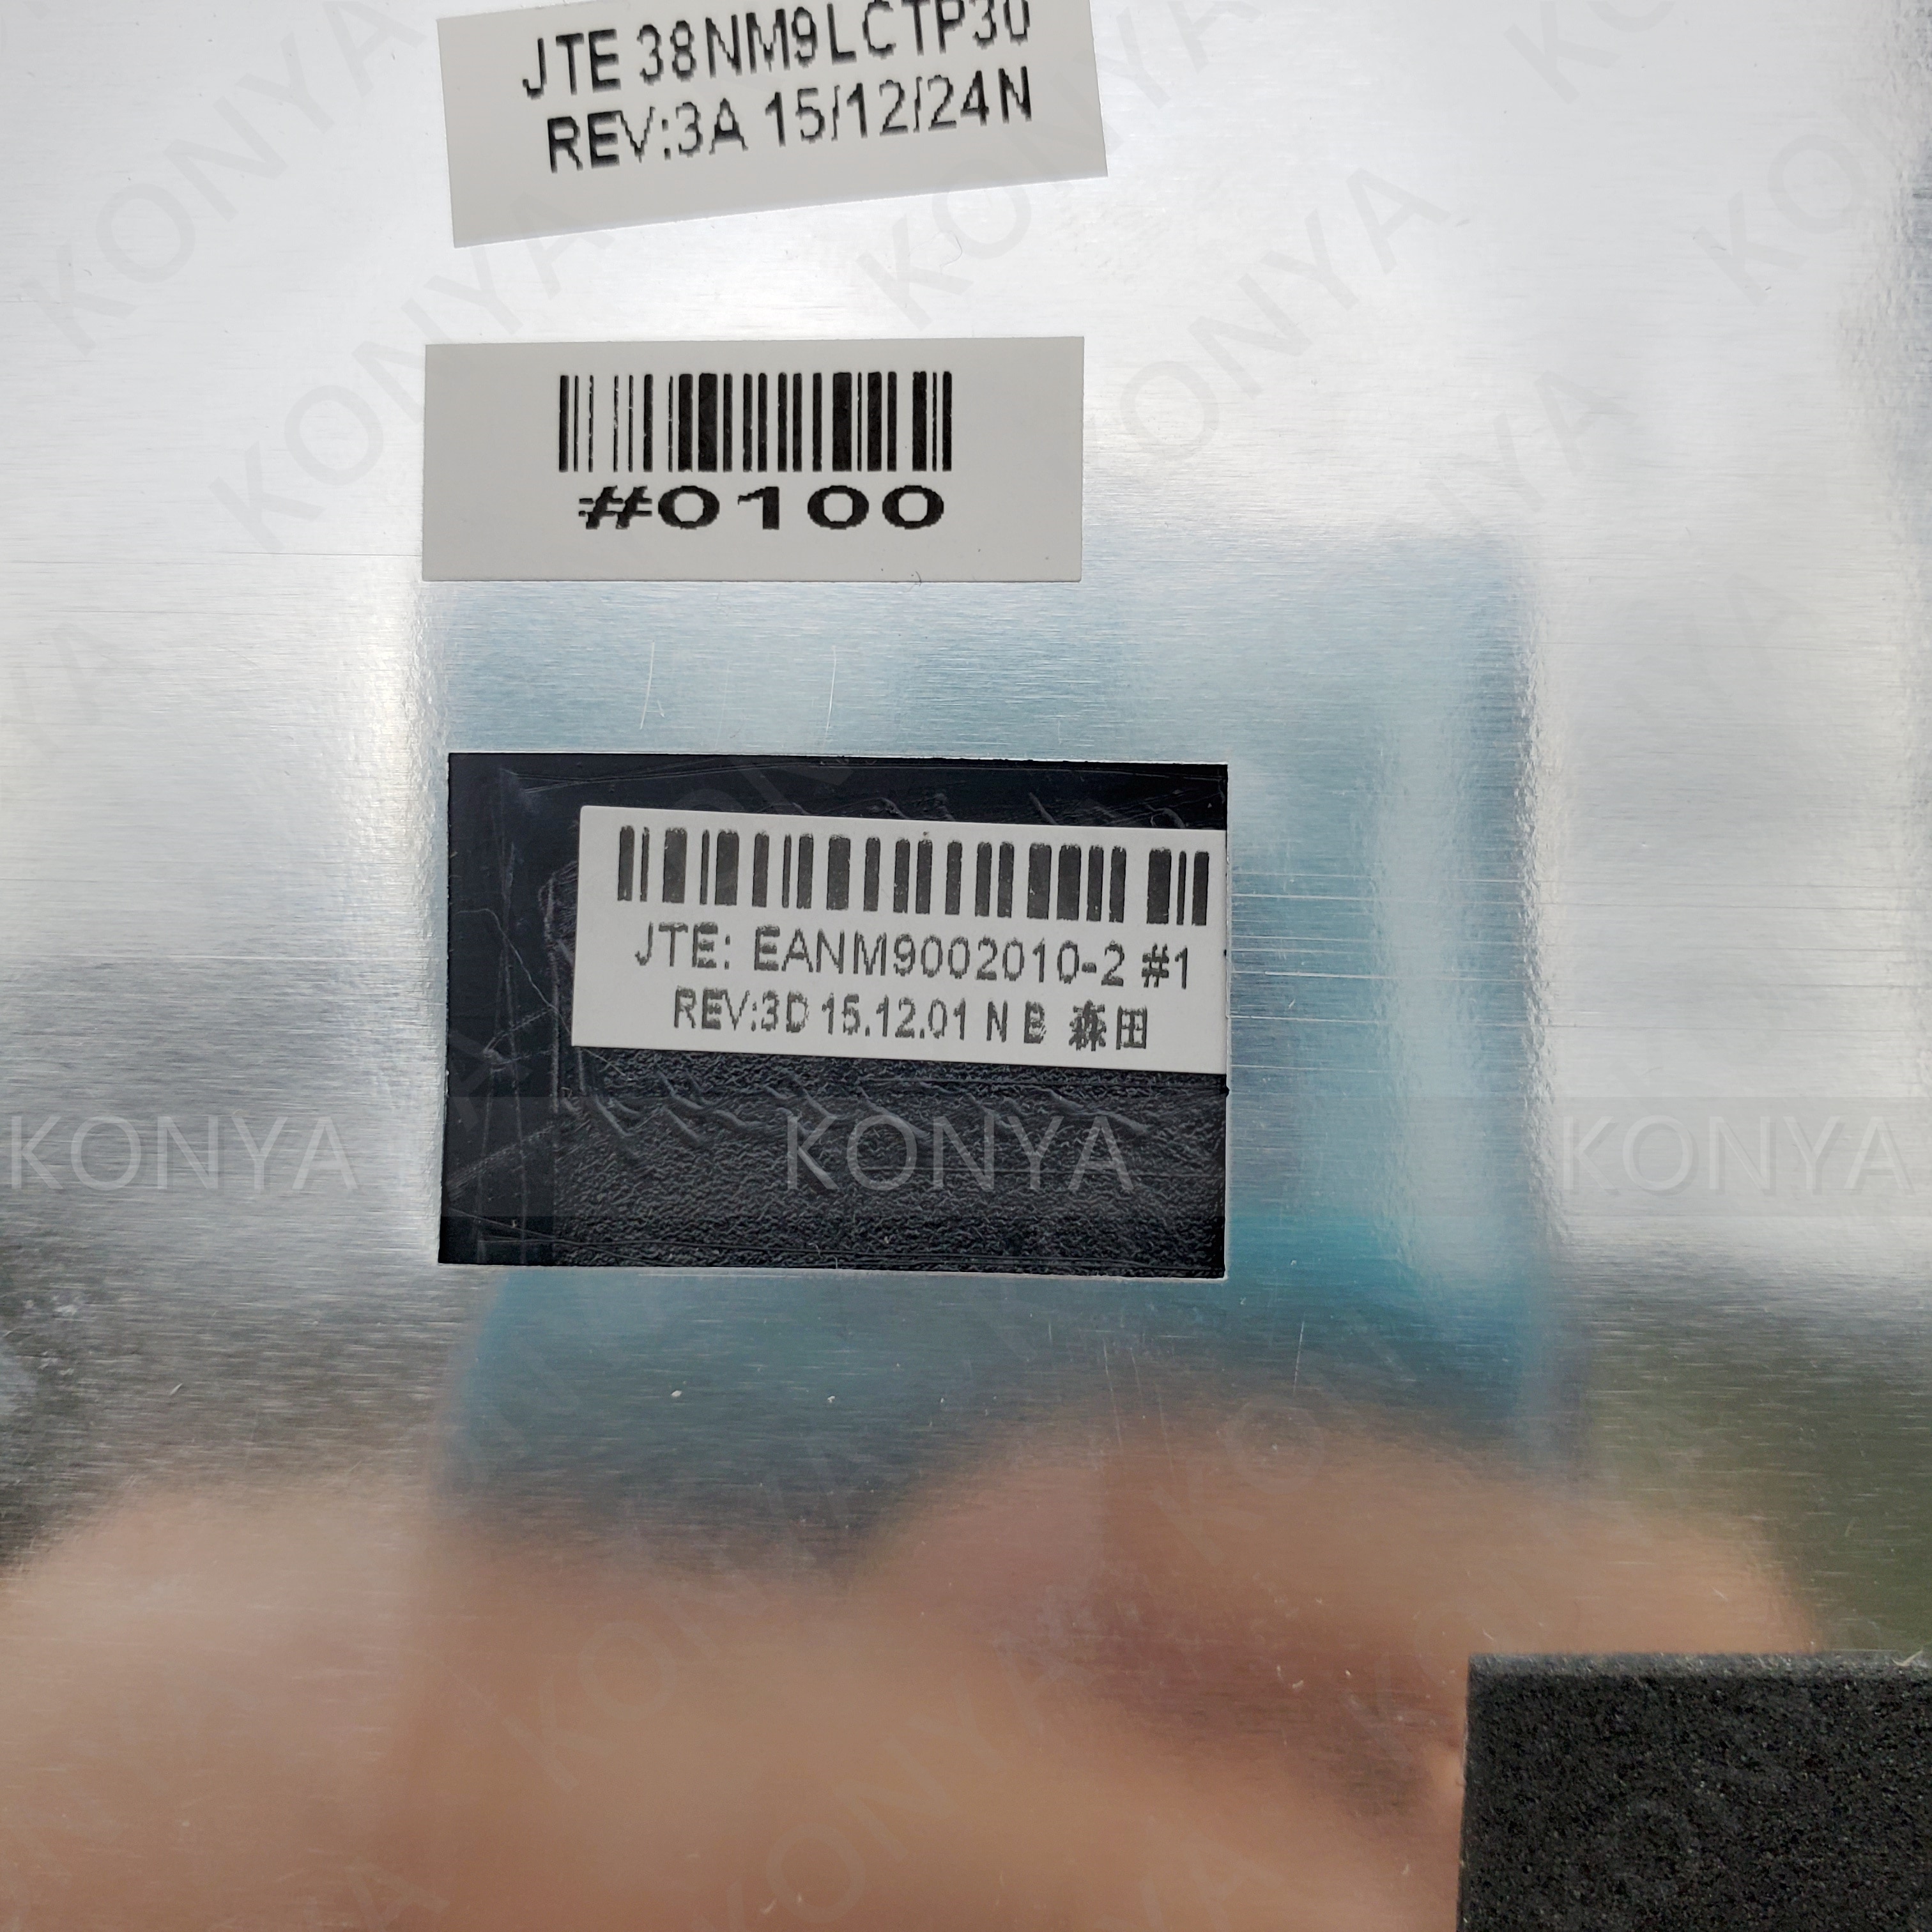 JTE 38NM9LCTP30
REV:3A 15/12/24N
#0100
JTE: EANM9002010-2 #1
REV:3D 15.12.01 N B 森田
KONYA KONYA KONYA